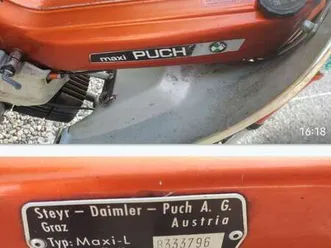 maxi PUCH
16:18
Steyr - Daimler - Puch A. G.
Graz Austria
Typ: Maxi-L 8333796